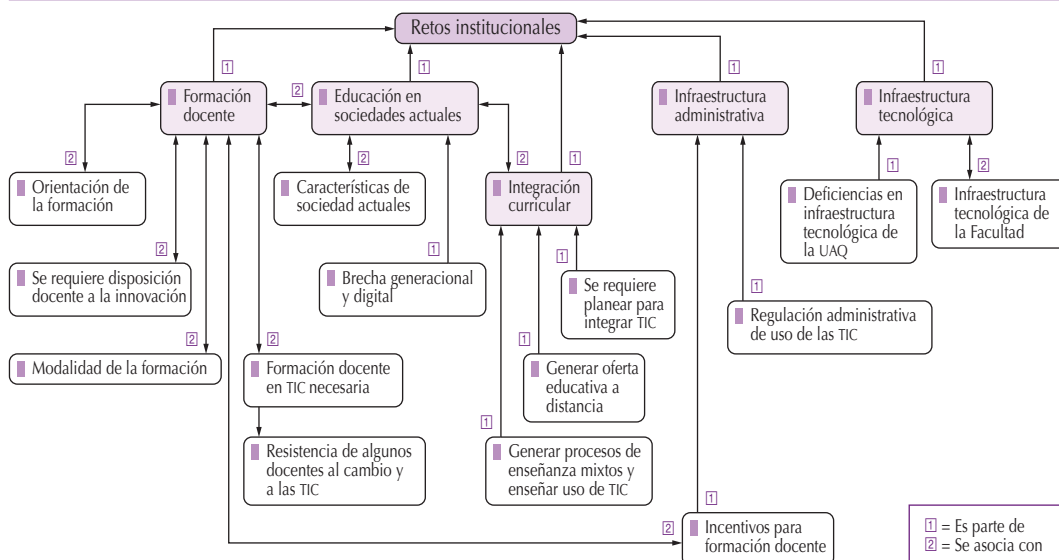 Retos institucionales
1
1
1
1
1
Formación
docente
2
Educación en
sociedades actuales
Infraestructura
administrativa
Infraestructura
tecnológica
2
2
2
1
2
Orientación de
la formación
Características de
sociedad actuales
1
Integración
curricular
Deficiencias en
infraestructura
tecnológica de
la UAQ
Infraestructura
tecnológica de
la Facultad
2
1
1
Se requiere disposición
docente a la innovación
Brecha generacional
y digital
Se requiere
planear para
integrar TIC
1
Regulación administrativa
de uso de las TIC
2
2
1
Modalidad de la formación
Formación docente
en TIC necesaria
Generar oferta
educativa a
distancia
1
Resistencia de algunos
docentes al cambio y
a las TIC
Generar procesos de
enseñanza mixtos y
enseñar uso de TIC
1
2
Incentivos para
formación docente
1 = Es parte de
2 = Se asocia con